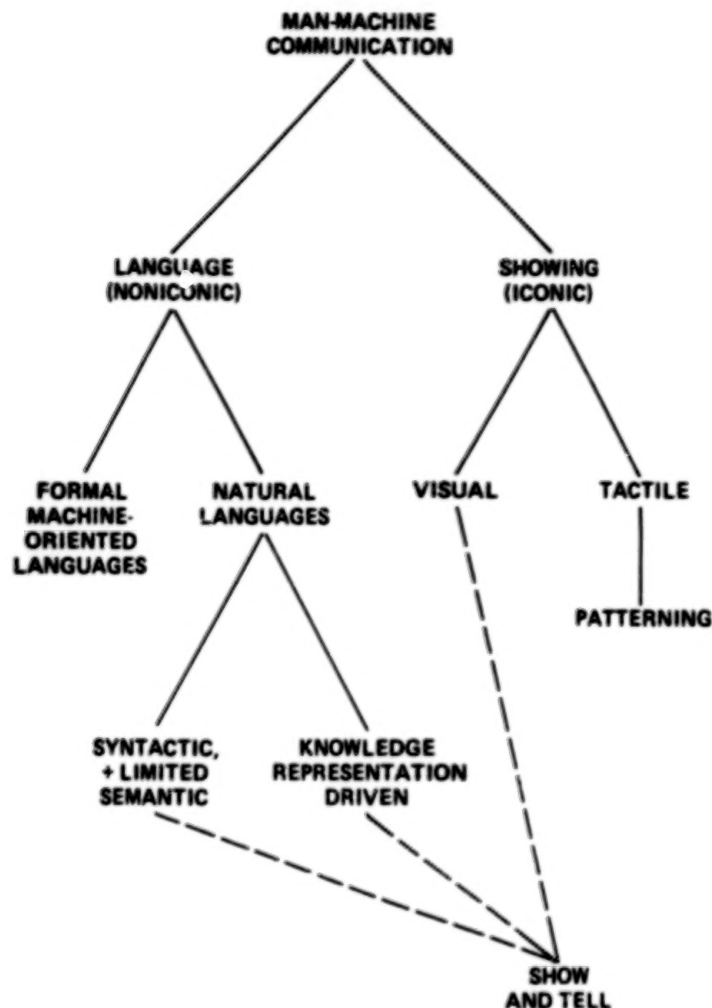 MAN-MACHINE
COMMUNICATION
LANGUAGE
(NONICONIC)
SHOWING
(ICONIC)
FORMAL
MACHINE-
ORIENTED
LANGUAGES
NATURAL
LANGUAGES
VISUAL
TACTILE
PATTERNING
SYNTACTIC,
+ LIMITED
SEMANTIC
KNOWLEDGE
REPRESENTATION
DRIVEN
SHOW
AND TELL